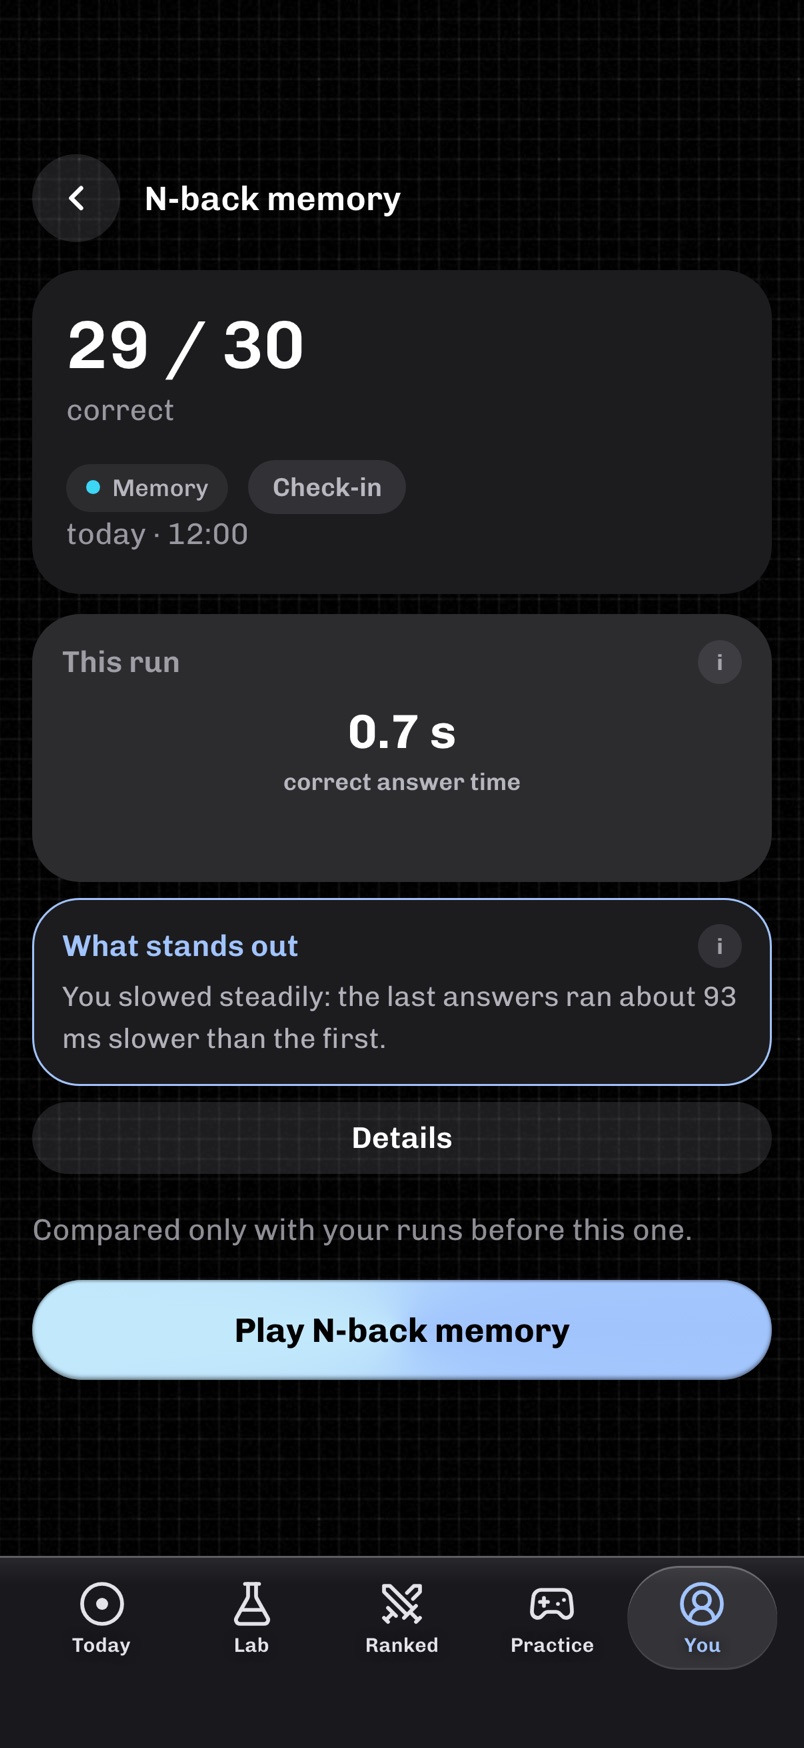 N-back memory
29 / 30
correct
Memory
Check-in
today · 12:00
This run
i
0.7 s
correct answer time
What stands out
i
You slowed steadily: the last answers ran about 93
ms slower than the first.
Details
Compared only with your runs before this one.
Play N-back memory
Today
Lab
Ranked
Practice
You